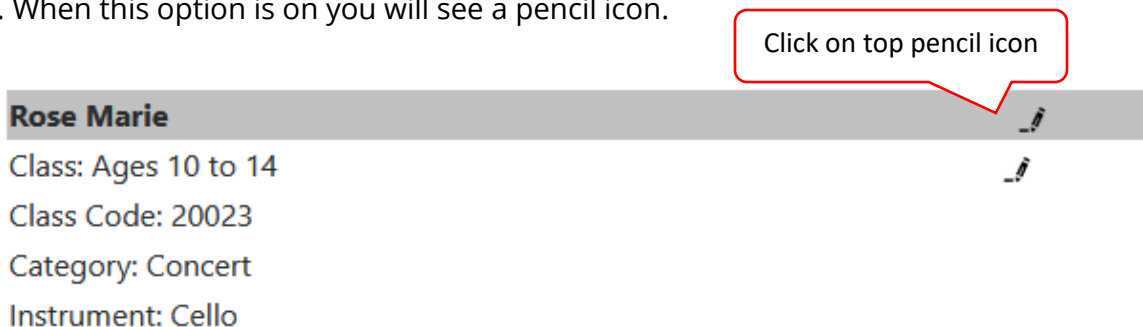 . When this option is on you will see a pencil icon.
Click on top pencil icon
Rose Marie
Class: Ages 10 to 14
Class Code: 20023
Category: Concert
Instrument: Cello